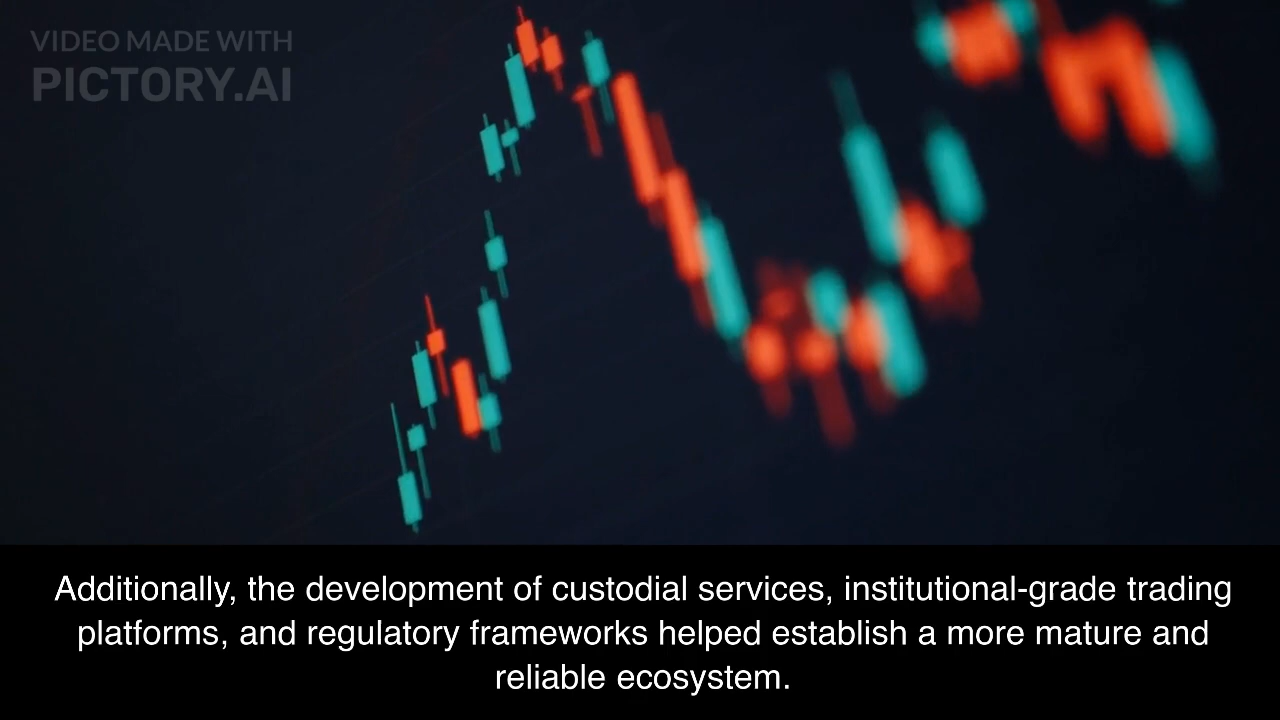 VIDEO MADE WITH
PICTORY.AI
Additionally, the development of custodial services, institutional-grade trading
platforms, and regulatory frameworks helped establish a more mature and
reliable ecosystem.